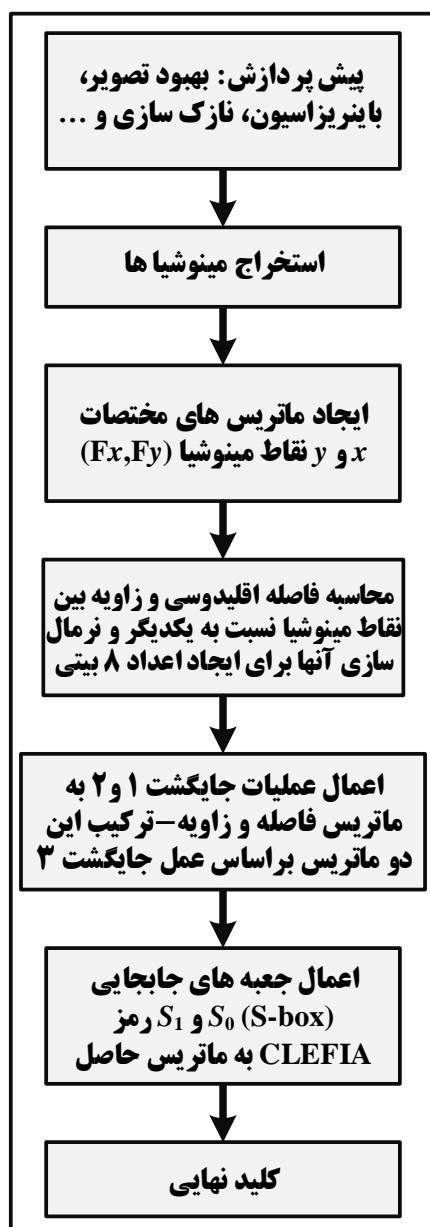 پیش پردازش: بهبود تصویر،
باینریزاسیون، نازک سازی و ...
استخراج مینوشیا ها
ایجاد ماتریس های مختصات
x و y نقاط مینوشیا (Fx,Fy)
محاسبه فاصله اقلیدوسی و زاویه بین
نقاط مینوشیا نسبت به یکدیگر و نرمال
سازی آنها برای ایجاد اعداد ۸ بیتی
اعمال عملیات جایگشت ۱ و۲ به
ماتریس فاصله و زاویه–ترکیب این
دو ماتریس براساس عمل جایگشت ۳
اعمال جعبه های جابجایی
(S-box) S₀ و S₁ رمز
CLEFIA به ماتریس حاصل
کلید نهایی